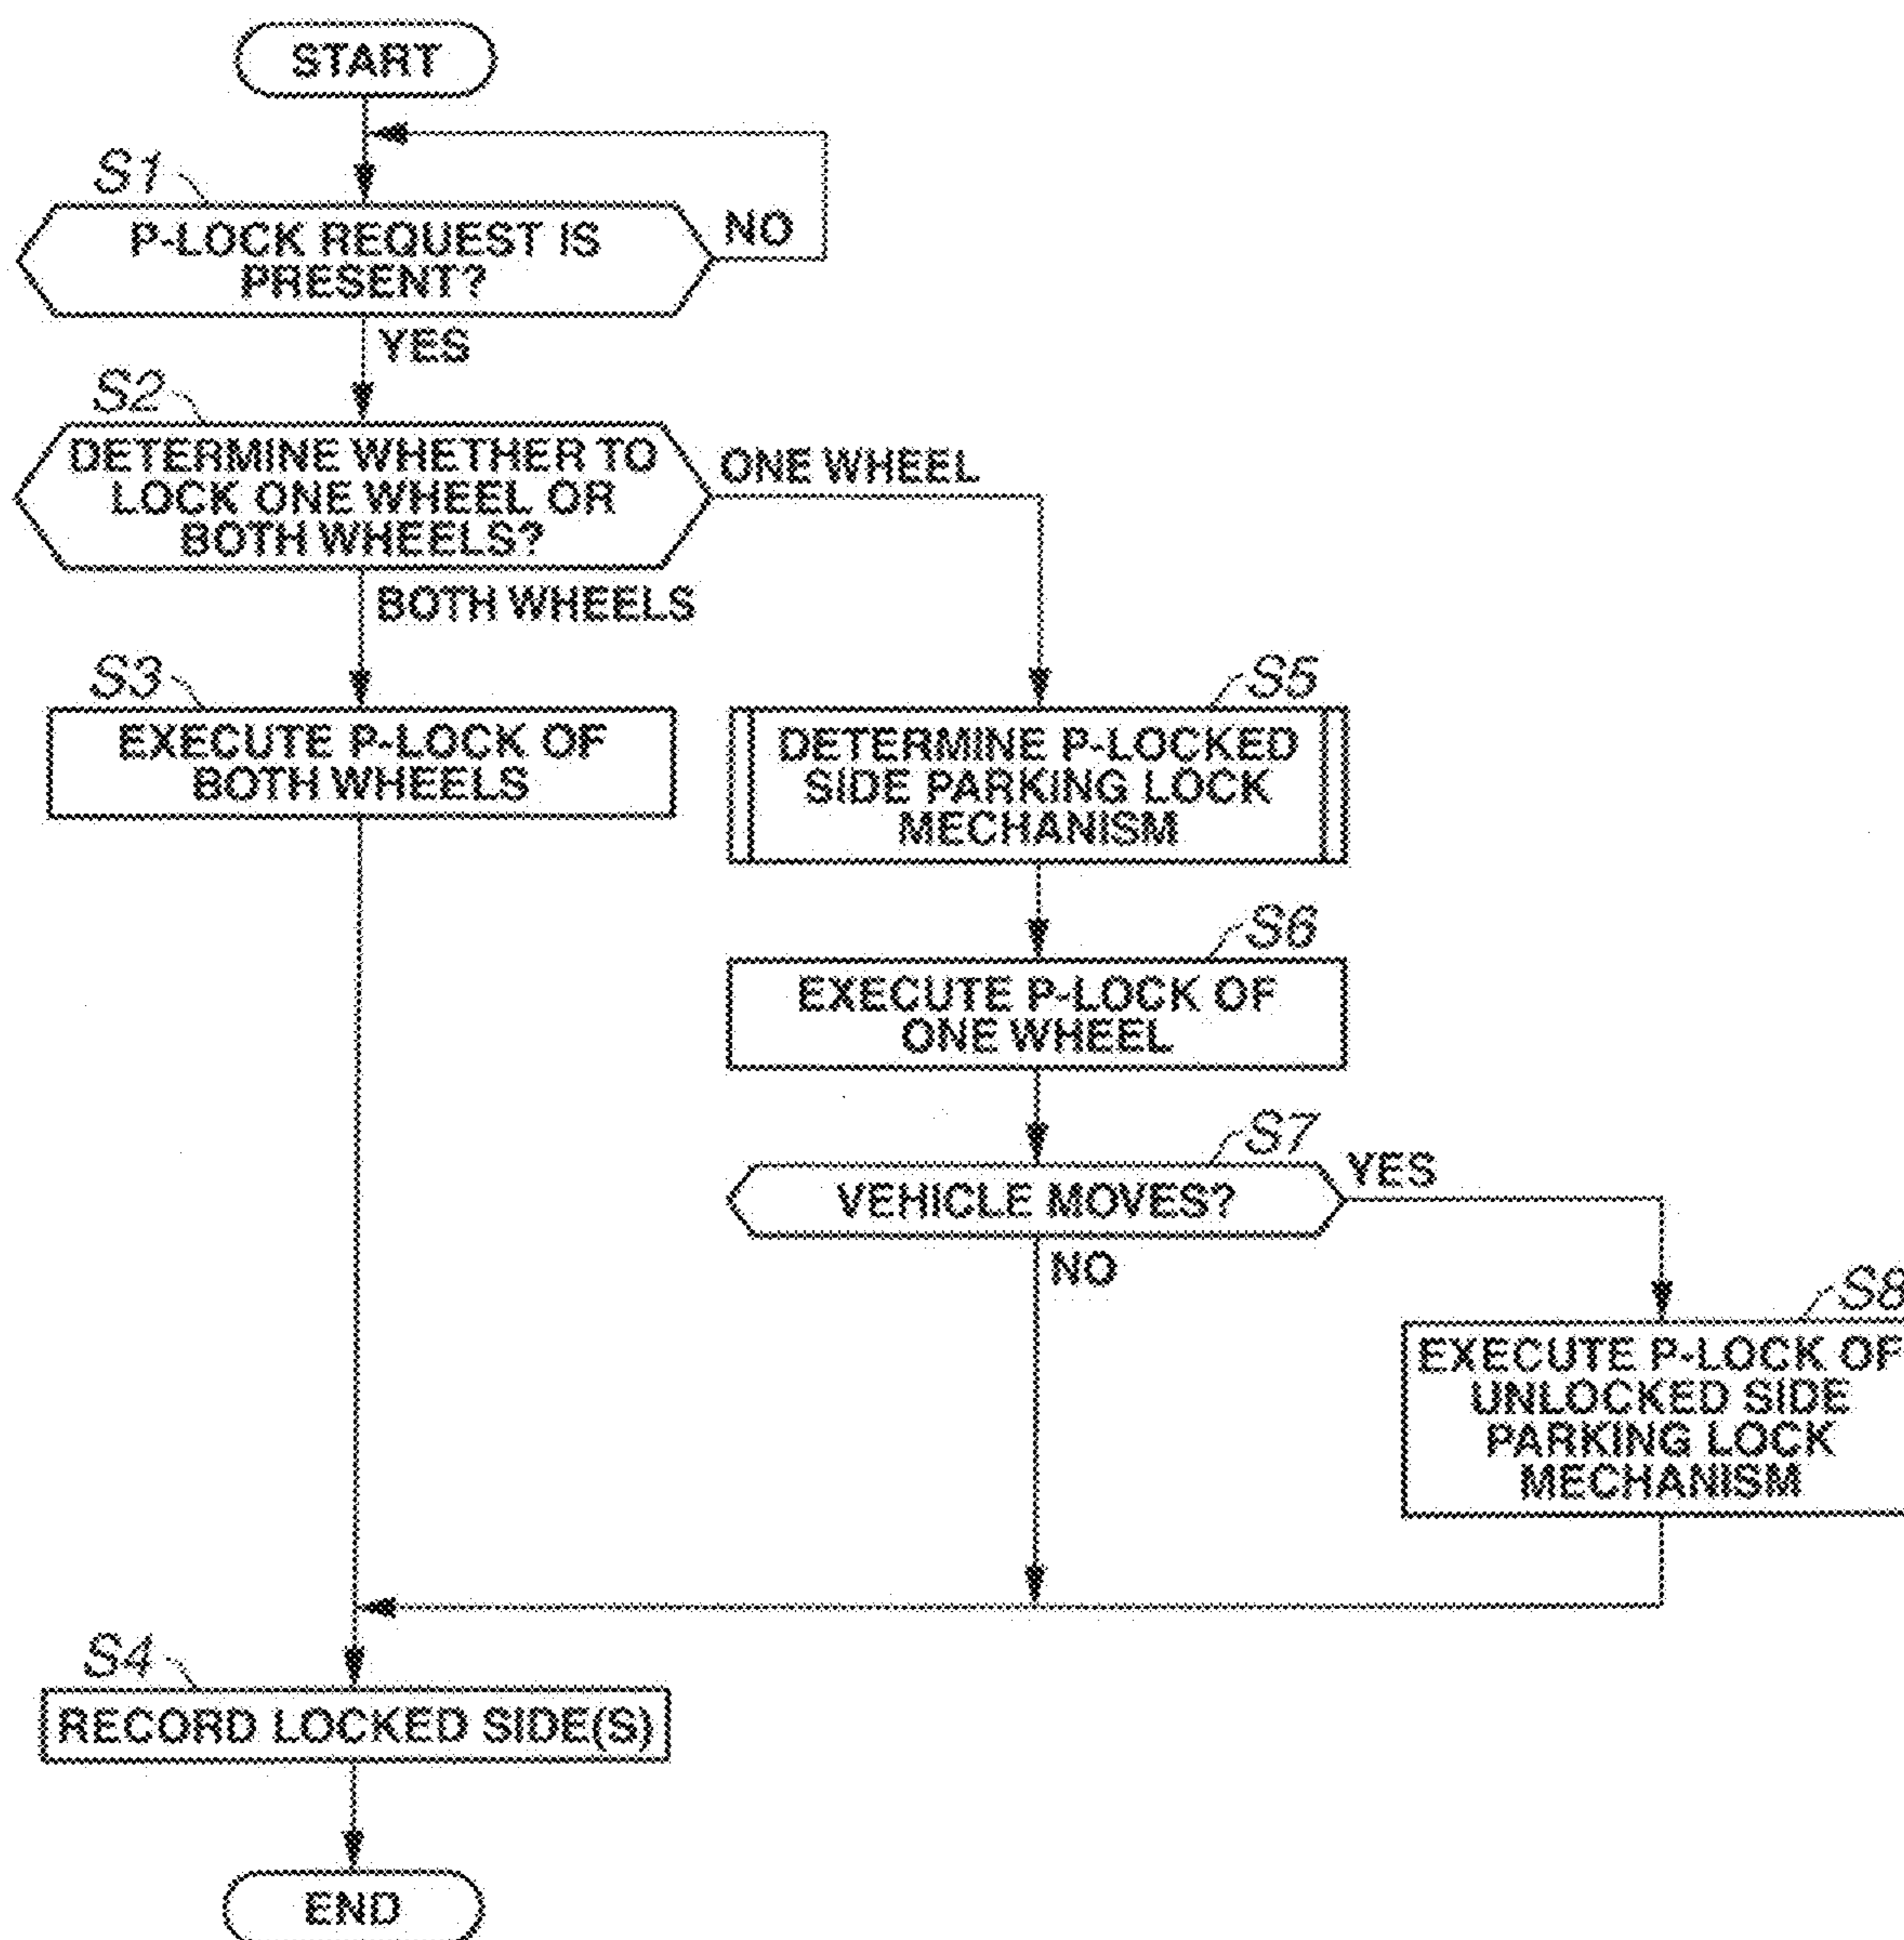 START
S1
P-LOCK REQUEST IS
PRESENT?
NO
YES
S2
DETERMINE WHETHER TO
LOCK ONE WHEEL OR
BOTH WHEELS?
ONE WHEEL
BOTH WHEELS
S3
EXECUTE P-LOCK OF
BOTH WHEELS
S5
DETERMINE P-LOCKED
SIDE PARKING LOCK
MECHANISM
S6
EXECUTE P-LOCK OF
ONE WHEEL
S7
VEHICLE MOVES?
YES
NO
S8
EXECUTE P-LOCK OF
UNLOCKED SIDE
PARKING LOCK
MECHANISM
S4
RECORD LOCKED SIDE(S)
END